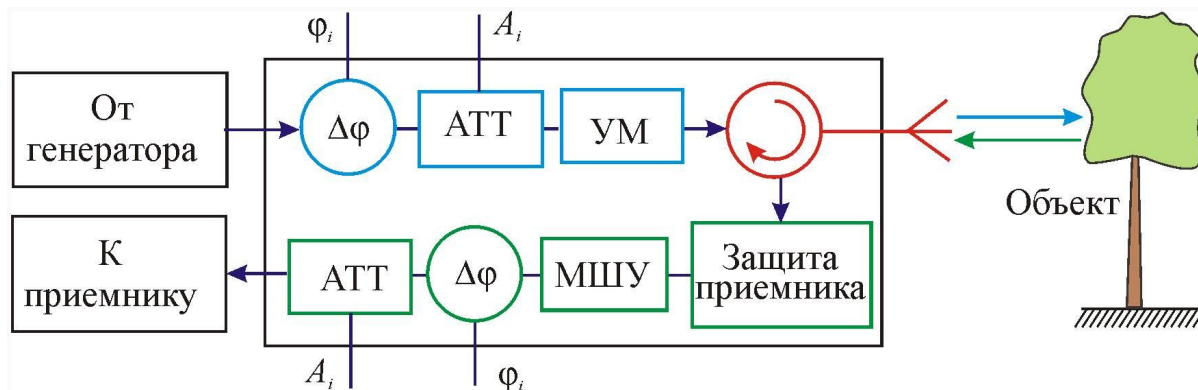 φi
Ai
От
генератора
Δφ
АТТ
УМ
Объект
К
приемнику
АТТ
Δφ
МШУ
Защита
приемника
Ai
φi